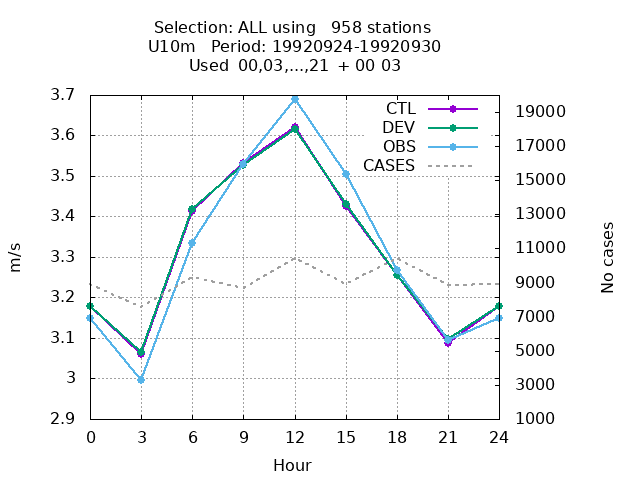 Selection: ALL using   958 stations
U10m   Period: 19920924-19920930
Used  00,03,...,21  + 00 03
3.7
3.6
3.5
3.4
3.3
3.2
3.1
3
2.9
m/s
CTL
DEV
OBS
CASES
19000
17000
15000
13000
11000
9000
7000
5000
3000
1000
No cases
0 3 6 9 12 15 18 21 24
Hour